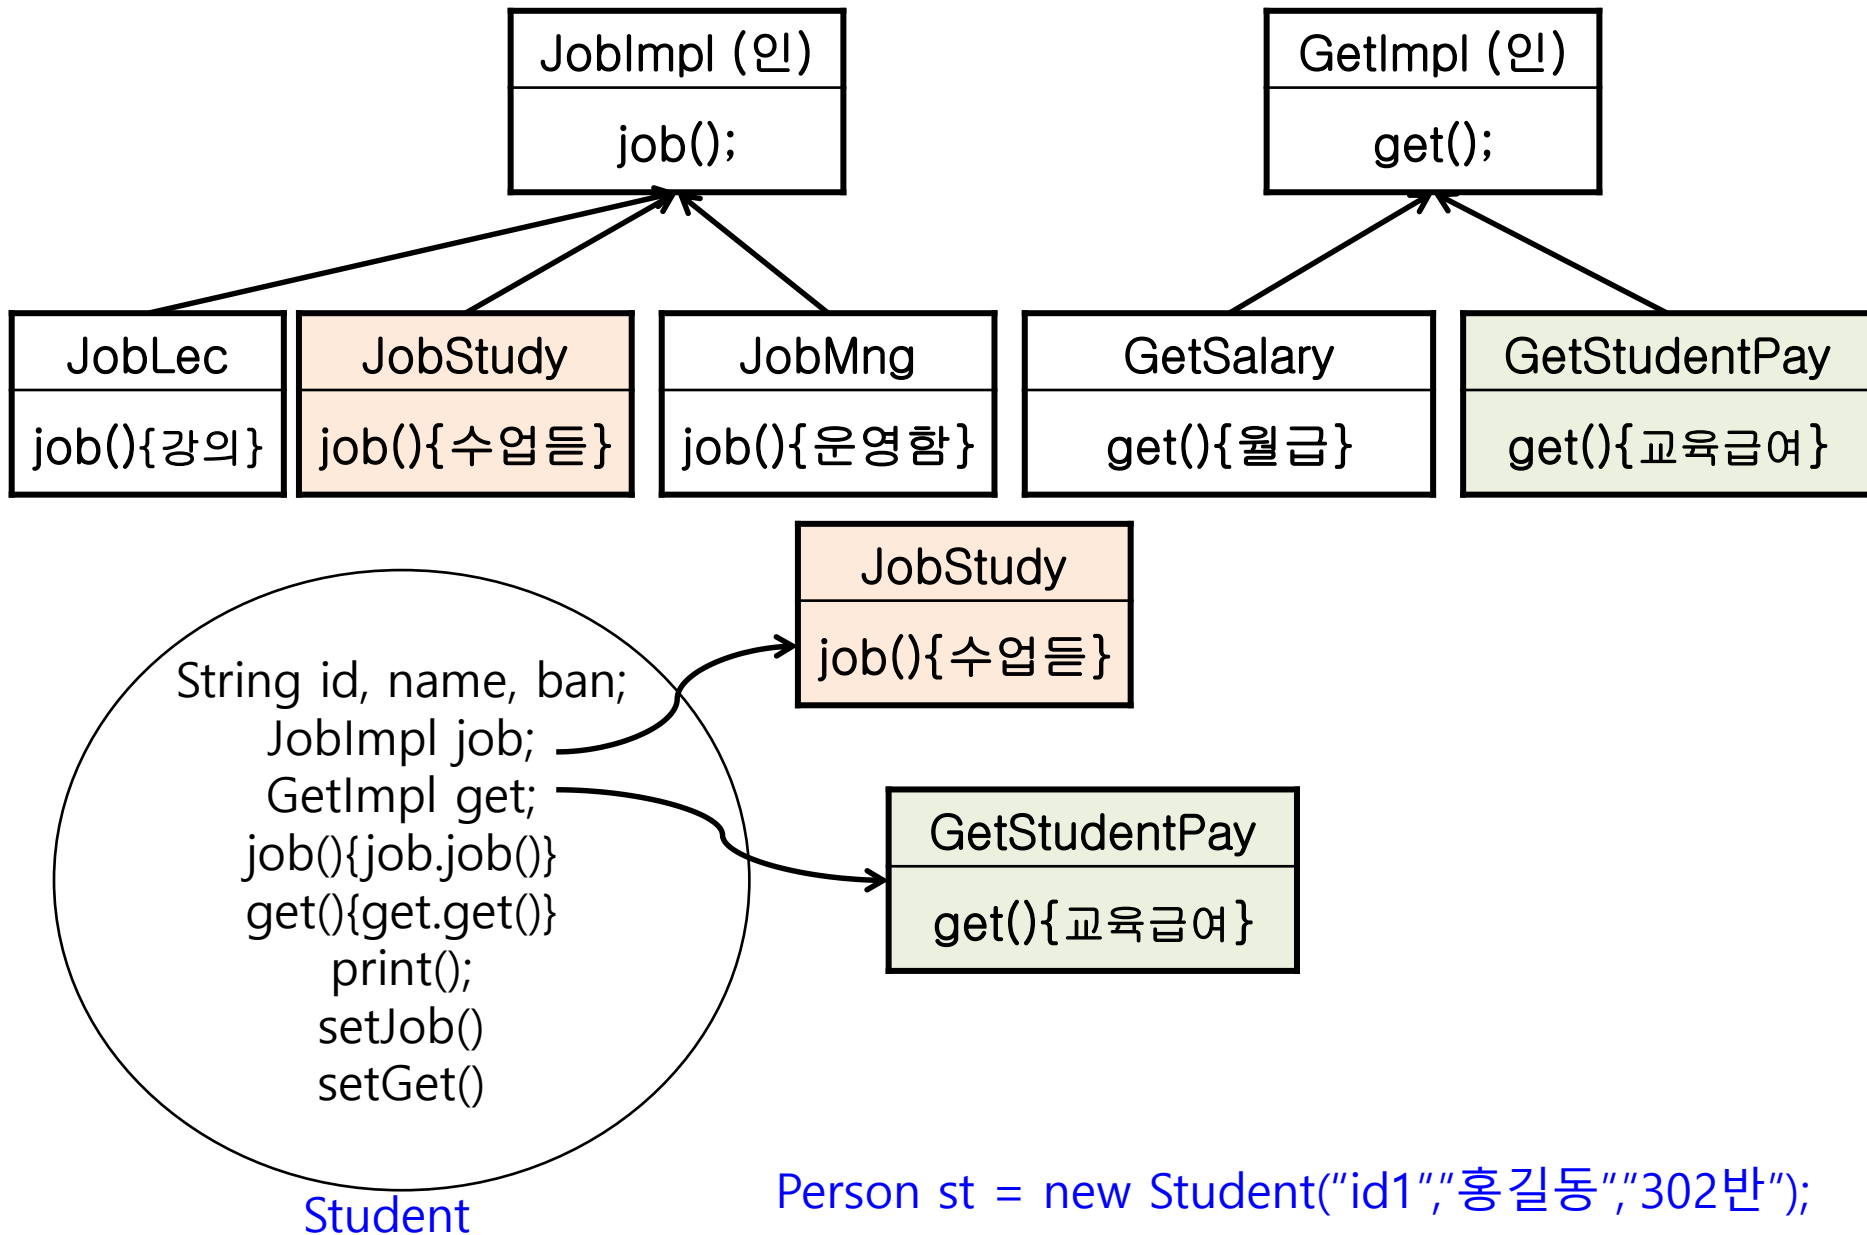 JobImpl (인)
job();
GetImpl (인)
get();
JobLec
job(){강의}
JobStudy
job(){수업듣}
JobMng
job(){운영함}
GetSalary
get(){월급}
GetStudentPay
get(){교육급여}
JobStudy
job(){수업듣}
String id, name, ban;
JobImpl job;
GetImpl get;
job(){job.job()}
get(){get.get()}
print();
setJob()
setGet()
GetStudentPay
get(){교육급여}
Student
Person st = new Student(“id1”,”홍길동”,”302반”);